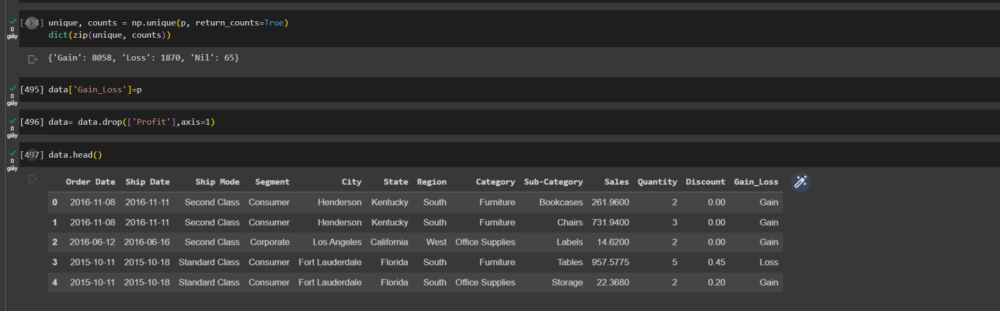 [494] unique, counts = np.unique(p, return_counts=True)
dict(zip(unique, counts))
0
giây
{'Gain': 8058, 'Loss': 1870, 'Nil': 65}
[495] data['Gain_Loss']=p
0
giây
[496] data= data.drop(['Profit'],axis=1)
0
giây
[497] data.head()
0
giây
Order Date Ship Date Ship Mode Segment City State Region Category Sub-Category Sales Quantity Discount Gain_Loss
0 2016-11-08 2016-11-11 Second Class Consumer Henderson Kentucky South Furniture Bookcases 261.9600 2 0.00 Gain
1 2016-11-08 2016-11-11 Second Class Consumer Henderson Kentucky South Furniture Chairs 731.9400 3 0.00 Gain
2 2016-06-12 2016-06-16 Second Class Corporate Los Angeles California West Office Supplies Labels 14.6200 2 0.00 Gain
3 2015-10-11 2015-10-18 Standard Class Consumer Fort Lauderdale Florida South Furniture Tables 957.5775 5 0.45 Loss
4 2015-10-11 2015-10-18 Standard Class Consumer Fort Lauderdale Florida South Office Supplies Storage 22.3680 2 0.20 Gain